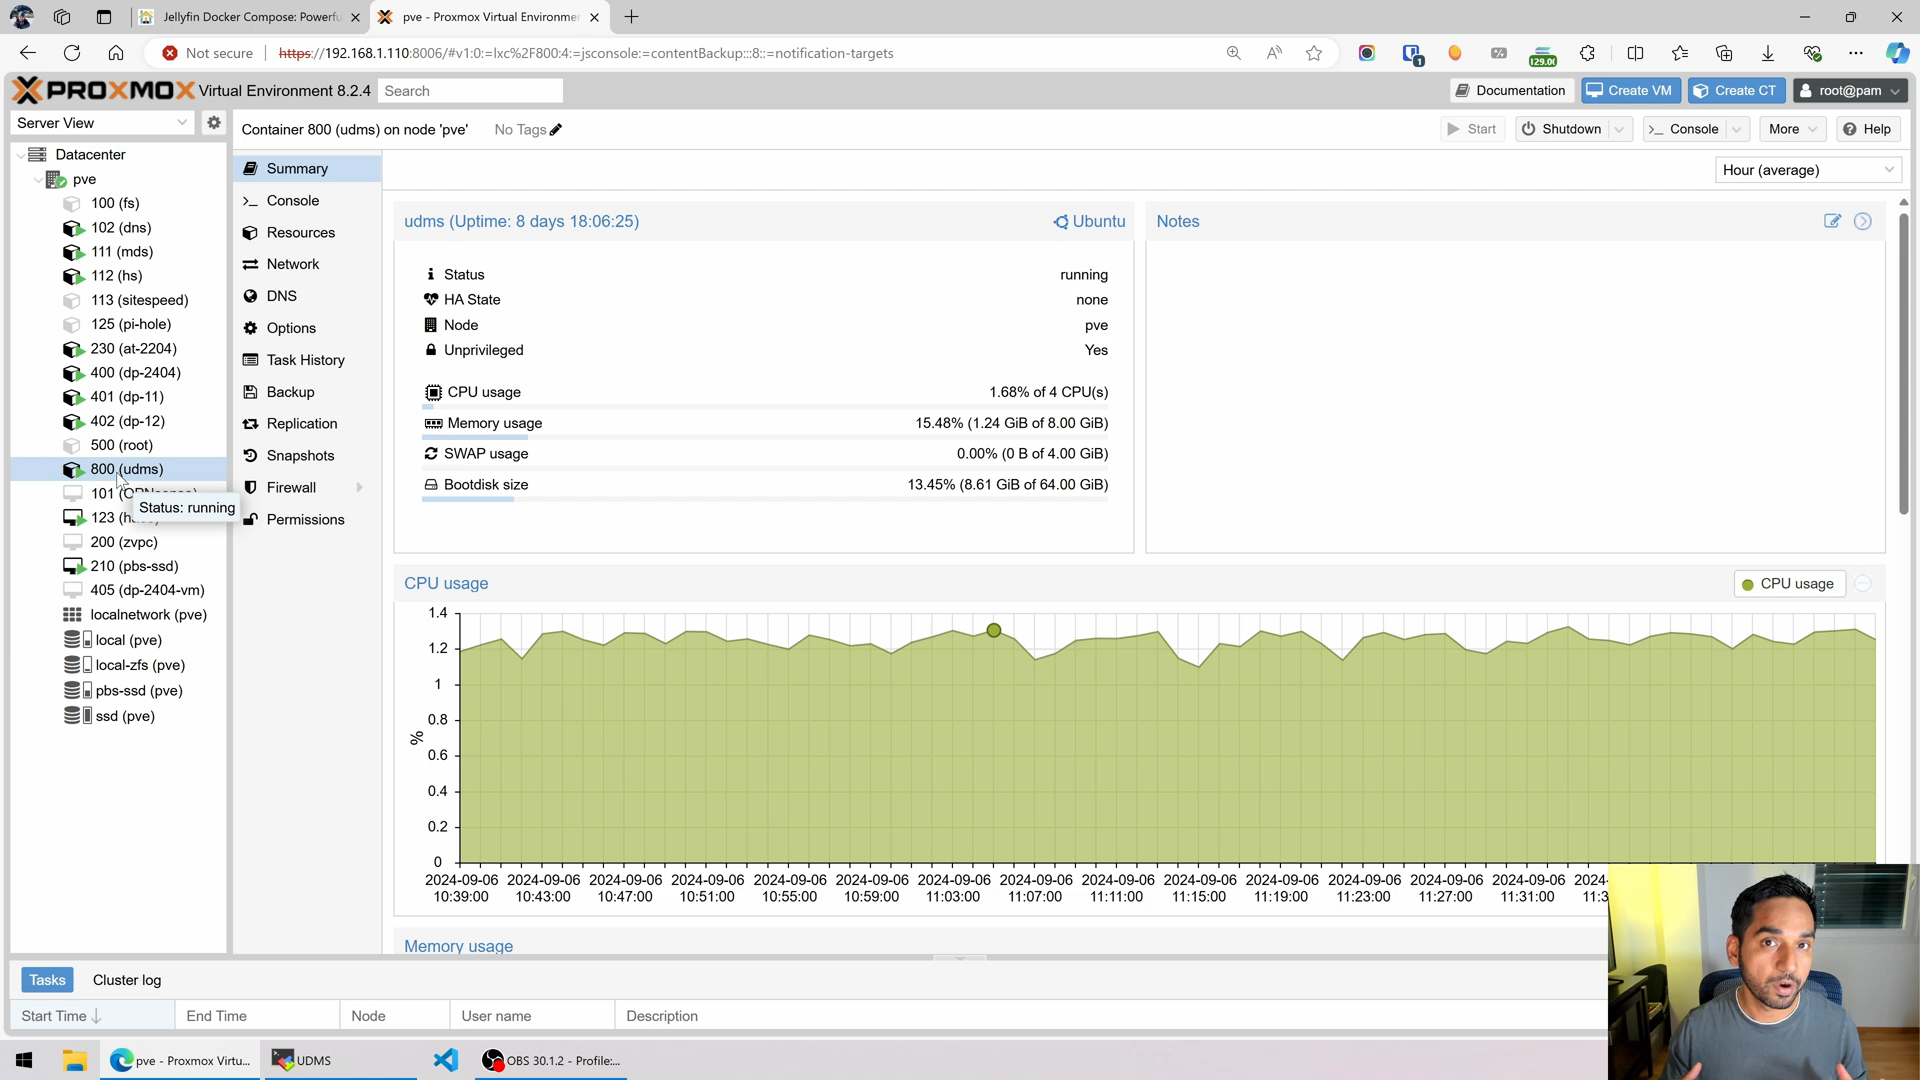 Jellyfin Docker Compose: Powerfu
pve - Proxmox Virtual Environmen
Not secure
https://192.168.1.110:8006/#v1:0:=lxc%2F800:4:=jsconsole:=contentBackup:::8::=notification-targets
1
129.0
PROXMOX Virtual Environment 8.2.4
Search
Documentation
Create VM
Create CT
root@pam
Server View
Container 800 (udms) on node 'pve'
No Tags
Start
Shutdown
Console
More
Help
Datacenter
pve
100 (fs)
102 (dns)
111 (mds)
112 (hs)
113 (sitespeed)
125 (pi-hole)
230 (at-2204)
400 (dp-2404)
401 (dp-11)
402 (dp-12)
500 (root)
800 (udms)
101
Status: running
123
200 (zvpc)
210 (pbs-ssd)
405 (dp-2404-vm)
localnetwork (pve)
local (pve)
local-zfs (pve)
pbs-ssd (pve)
ssd (pve)
Summary
Console
Resources
Network
DNS
Options
Task History
Backup
Replication
Snapshots
Firewall
Permissions
Hour (average)
udms (Uptime: 8 days 18:06:25)
Ubuntu
Status running
HA State none
Node pve
Unprivileged Yes
CPU usage 1.68% of 4 CPU(s)
Memory usage 15.48% (1.24 GiB of 8.00 GiB)
SWAP usage 0.00% (0 B of 4.00 GiB)
Bootdisk size 13.45% (8.61 GiB of 64.00 GiB)
Notes
CPU usage
CPU usage
1.4
1.2
1
0.8
0.6
0.4
0.2
0
%
2024-09-06 2024-09-06 2024-09-06 2024-09-06 2024-09-06 2024-09-06 2024-09-06 2024-09-06 2024-09-06 2024-09-06 2024-09-06 2024-09-06 2024-09-06 2024-09-06 2024-
10:39:00 10:43:00 10:47:00 10:51:00 10:55:00 10:59:00 11:03:00 11:07:00 11:11:00 11:15:00 11:19:00 11:23:00 11:27:00 11:31:00 11:3
Memory usage
Tasks
Cluster log
Start Time
End Time
Node
User name
Description
pve - Proxmox Virtu...
UDMS
OBS 30.1.2 - Profile:...